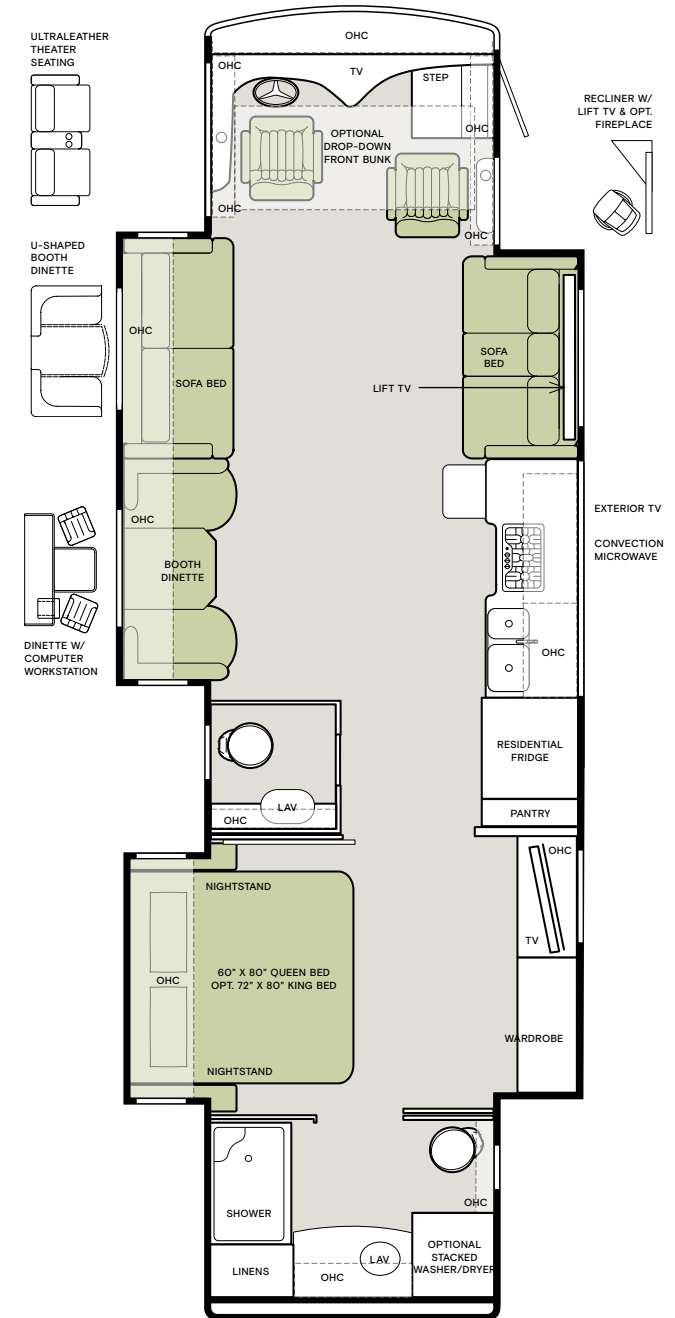 ULTRALEATHER
THEATER
SEATING
OHC
OHC
TV
STEP
OHC
RECLINER W/
LIFT TV & OPT.
FIREPLACE
OPTIONAL
DROP-DOWN
FRONT BUNK
OHC
OHC
U-SHAPED
BOOTH
DINETTE
OHC
SOFA BED
SOFA
BED
LIFT TV
OHC
BOOTH
DINETTE
EXTERIOR TV
CONVECTION
MICROWAVE
OHC
DINETTE W/
COMPUTER
WORKSTATION
RESIDENTIAL
FRIDGE
LAV
OHC
PANTRY
OHC
NIGHTSTAND
TV
60" X 80" QUEEN BED
OPT. 72" X 80" KING BED
OHC
WARDROBE
NIGHTSTAND
OHC
SHOWER
LINENS
OHC
LAV
OPTIONAL
STACKED
WASHER/DRYER